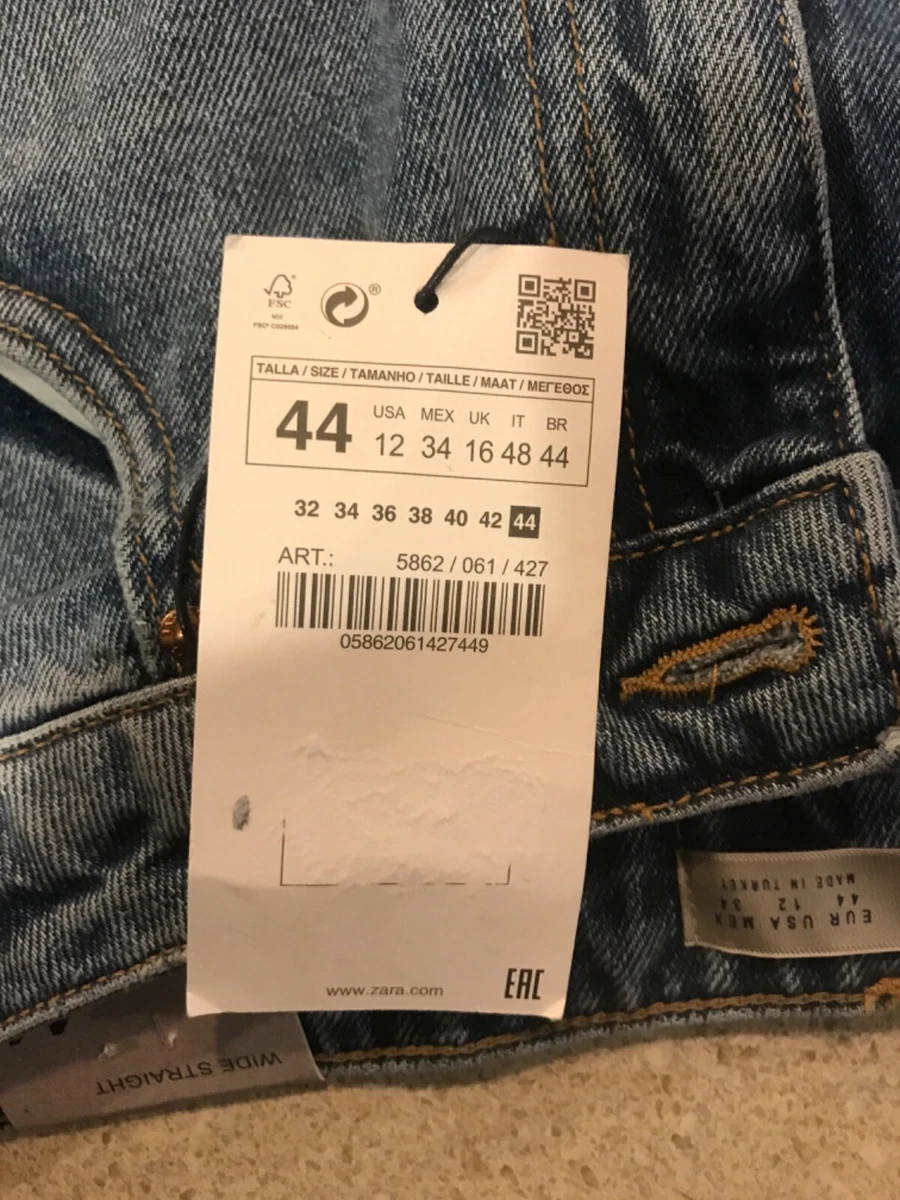 FSC
MIX
FSC® C028884
®
TALLA / SIZE / TAMANHO / TAILLE / MAAT / ΜΕΓΕΘΟΣ
44
USA MEX UK IT BR
12 34 16 48 44
32 34 36 38 40 42 44
ART.: 5862 / 061 / 427
05862061427449
www.zara.com
EAC
EUR USA MEX
44 12 34
MADE IN TURKEY
WIDE STRAIGHT